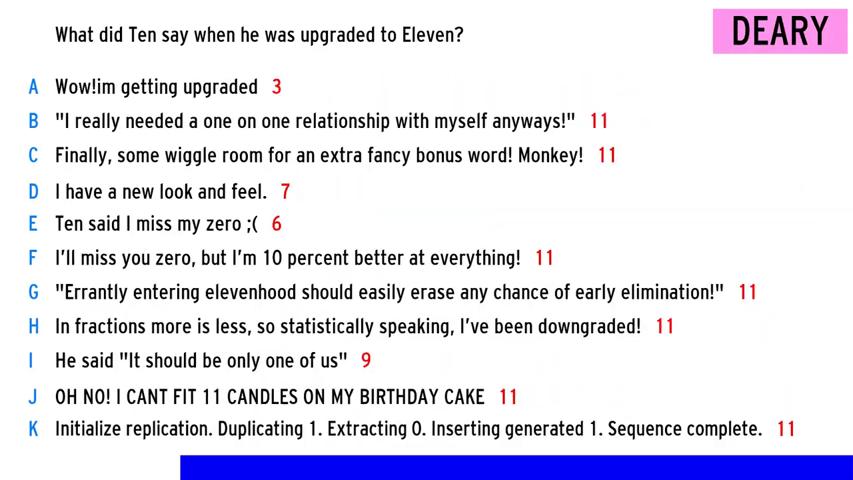 What did Ten say when he was upgraded to Eleven?
DEARY
A Wow!im getting upgraded 3
B "I really needed a one on one relationship with myself anyways!" 11
C Finally, some wiggle room for an extra fancy bonus word! Monkey! 11
D I have a new look and feel. 7
E Ten said I miss my zero ;( 6
F I'll miss you zero, but I'm 10 percent better at everything! 11
G "Errantly entering elevenhood should easily erase any chance of early elimination!" 11
H In fractions more is less, so statistically speaking, I've been downgraded! 11
I He said "It should be only one of us" 9
J OH NO! I CANT FIT 11 CANDLES ON MY BIRTHDAY CAKE 11
K Initialize replication. Duplicating 1. Extracting 0. Inserting generated 1. Sequence complete. 11